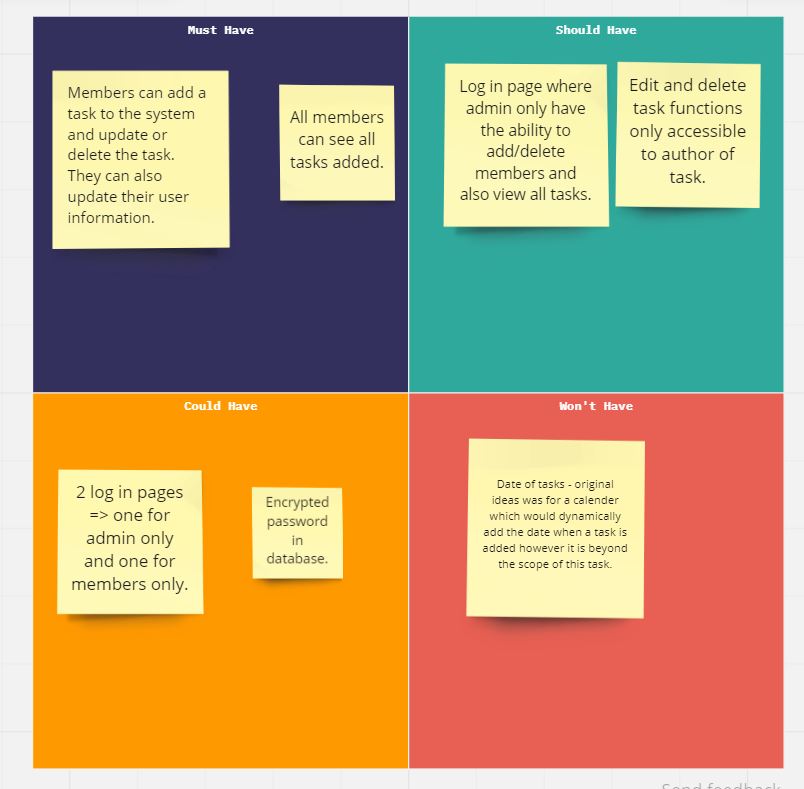 Must Have
Members can add a
task to the system
and update or
delete the task.
They can also
update their user
information.
All members
can see all
tasks added.
Should Have
Log in page where
admin only have
the ability to
add/delete
members and
also view all tasks.
Edit and delete
task functions
only accessible
to author of
task.
Could Have
2 log in pages
=> one for
admin only
and one for
members only.
Encrypted
password
in
database.
Won't Have
Date of tasks - original
ideas was for a calender
which would dynamically
add the date when a task is
added however it is beyond
the scope of this task.
Send feedback